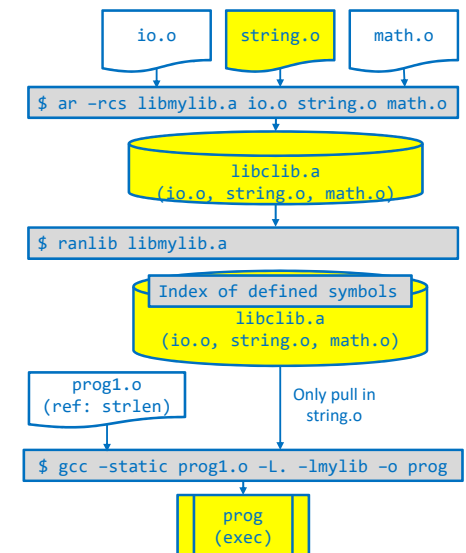 io.o
string.o
math.o
$ ar –rcs libmylib.a io.o string.o math.o
libclib.a
(io.o, string.o, math.o)
$ ranlib libmylib.a
Index of defined symbols
libclib.a
(io.o, string.o, math.o)
prog1.o
(ref: strlen)
Only pull in
string.o
$ gcc –static prog1.o –L. –lmylib –o prog
prog
(exec)